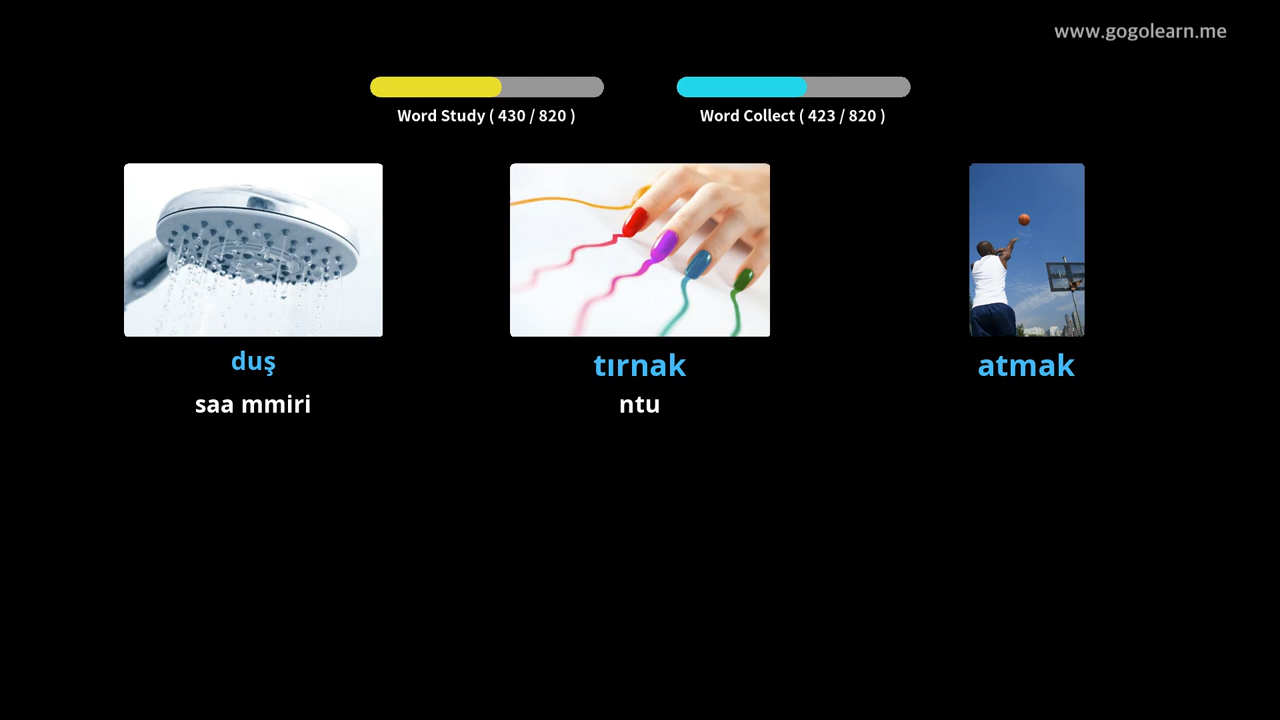 www.gogolearn.me
Word Study ( 430 / 820 )
Word Collect ( 423 / 820 )
duş
tırnak
atmak
saa mmiri
ntu